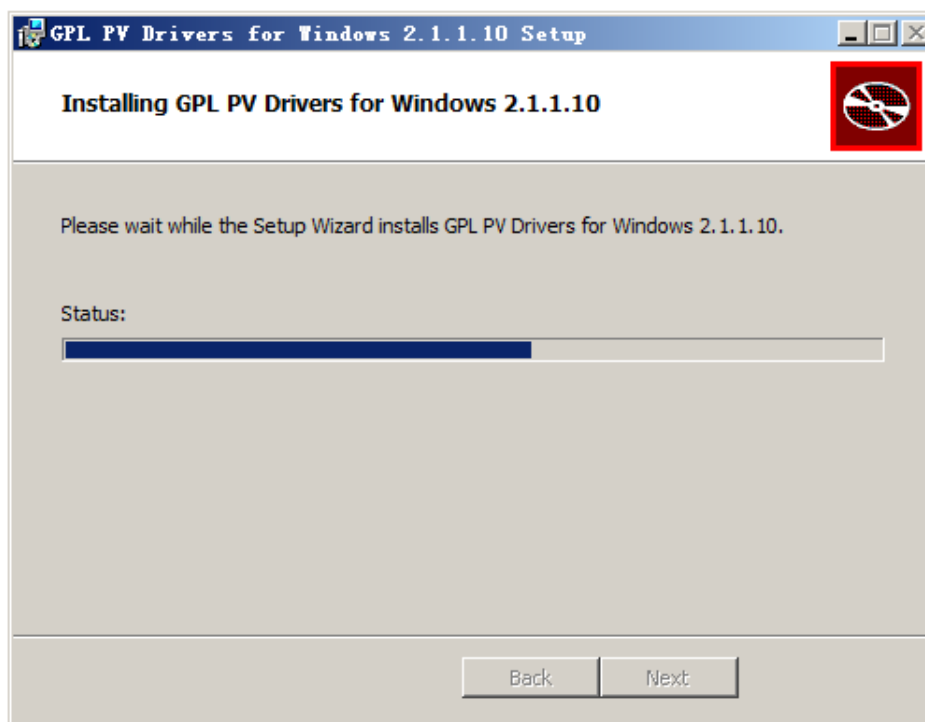 GPL PV Drivers for Windows 2.1.1.10 Setup
Installing GPL PV Drivers for Windows 2.1.1.10
Please wait while the Setup Wizard installs GPL PV Drivers for Windows 2.1.1.10.
Status:
Back Next